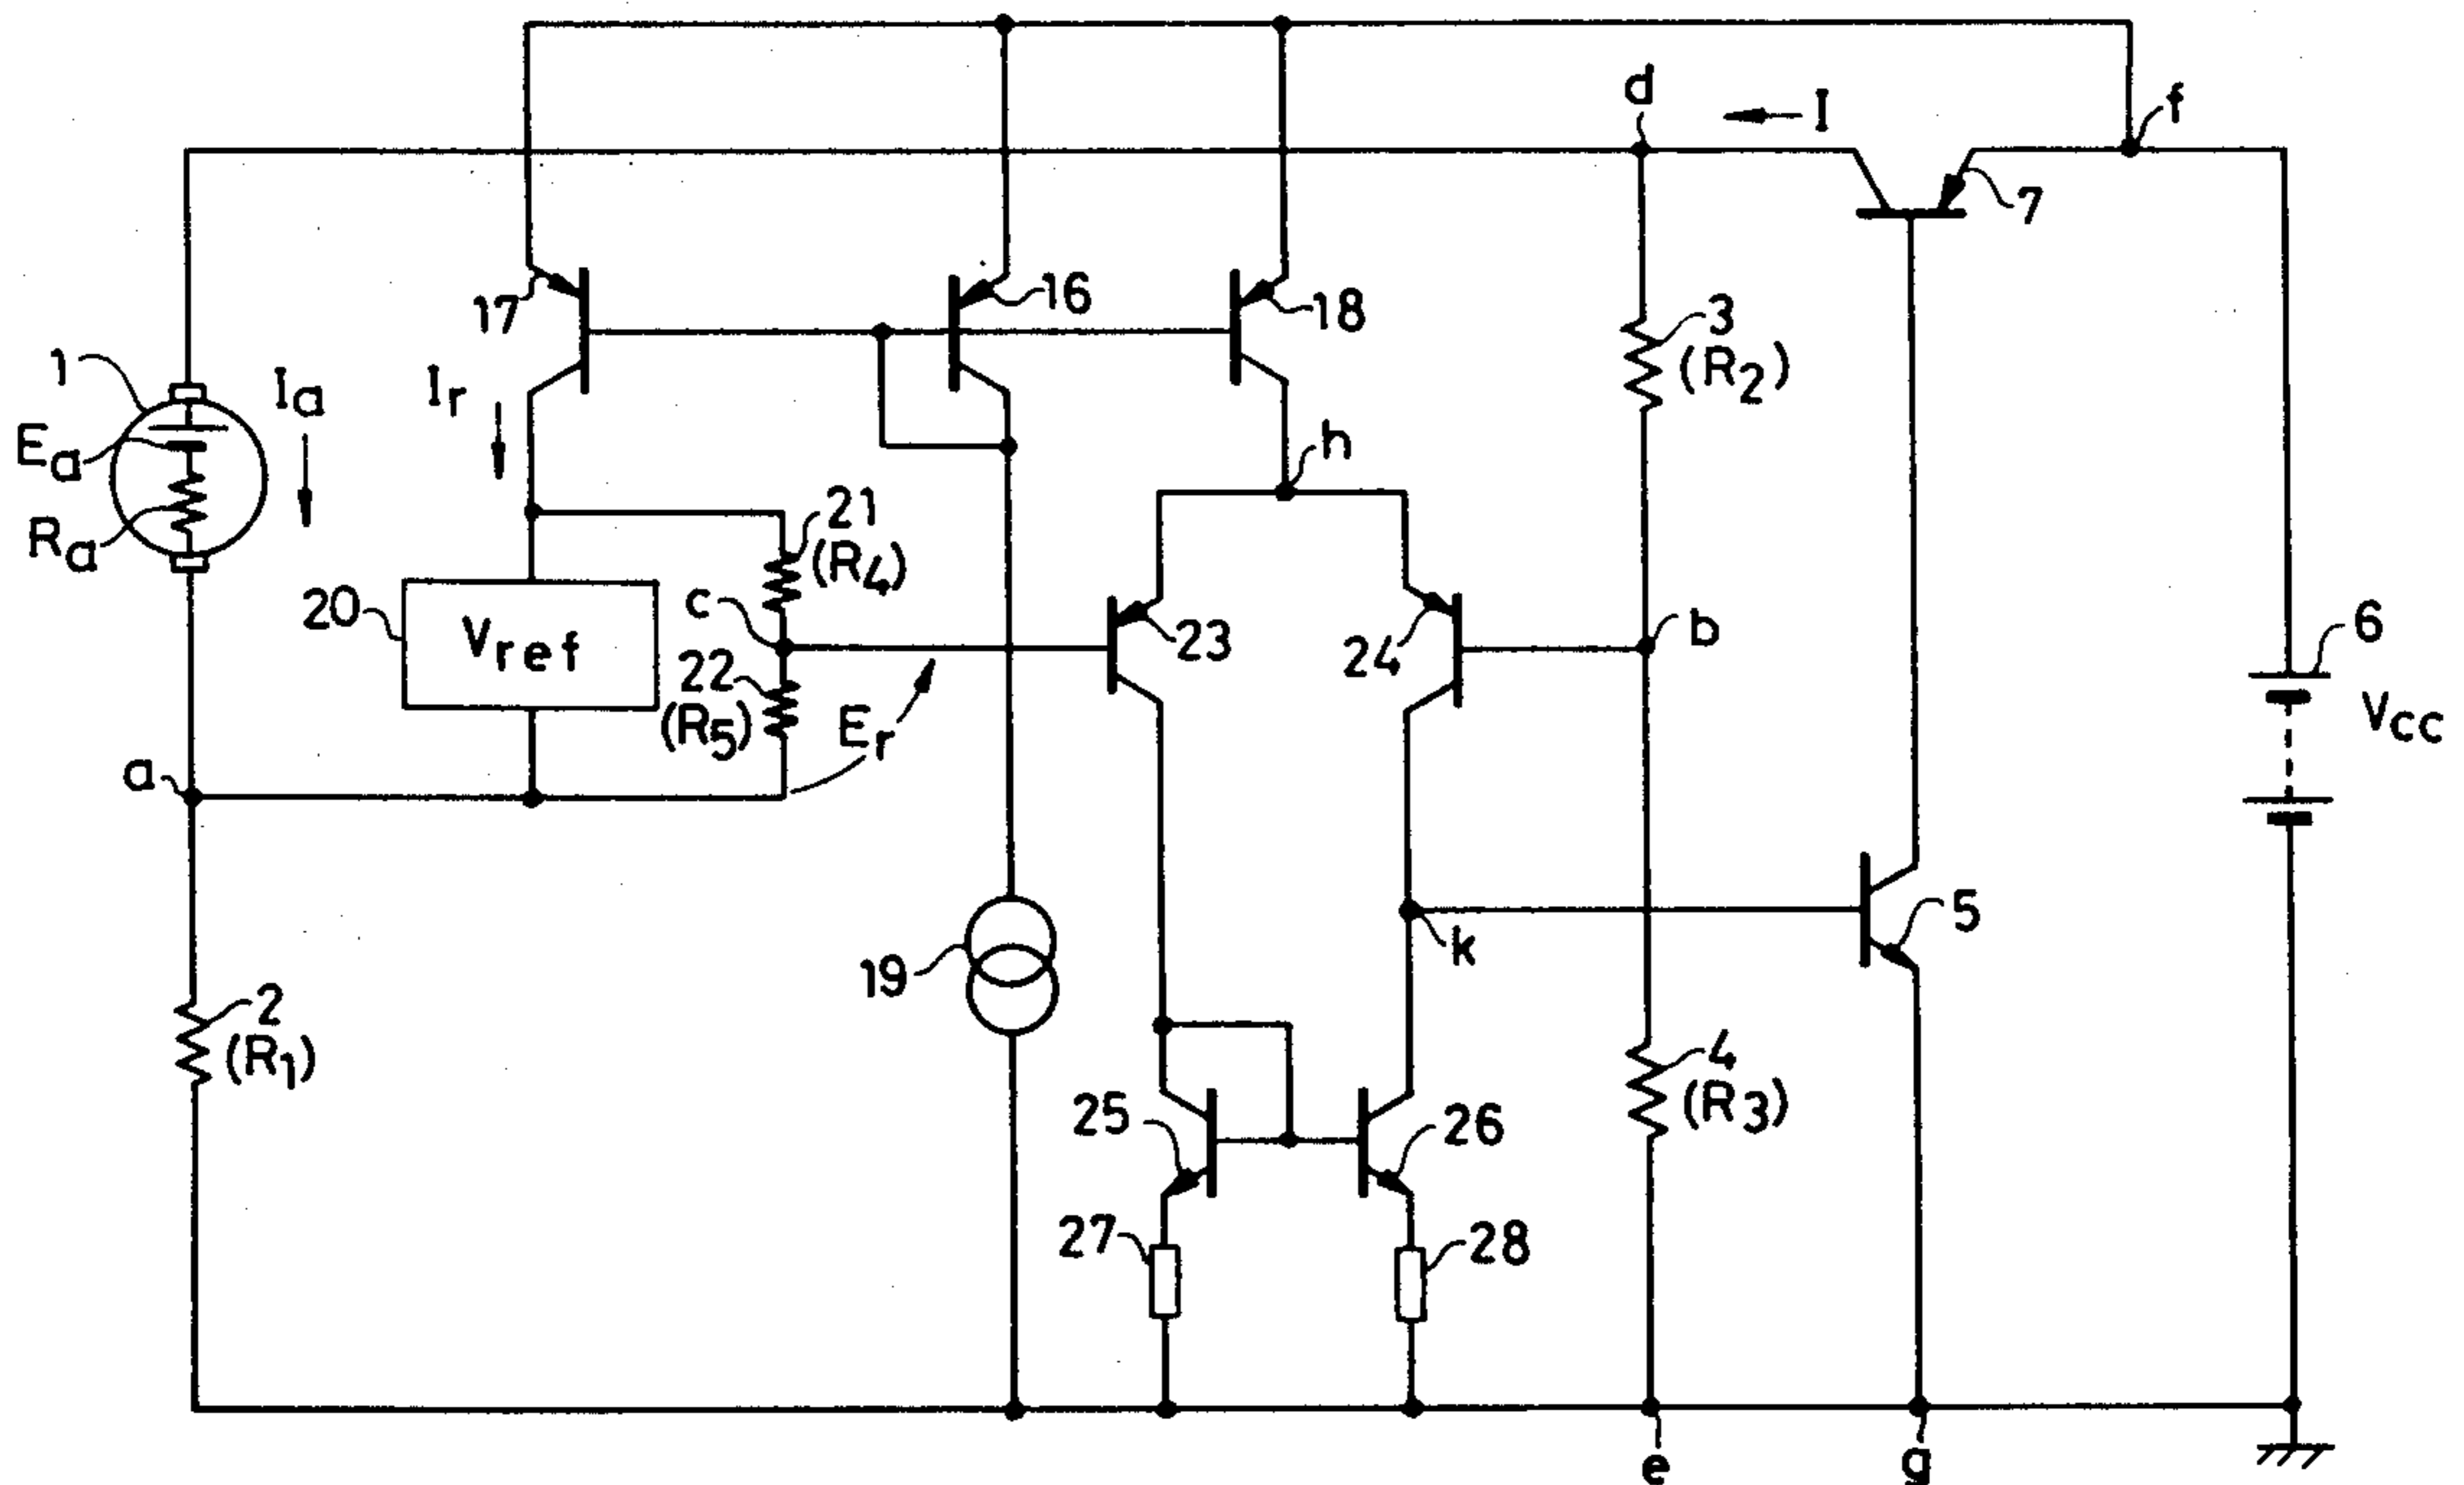 d
I
f
7
17
16
18
3
(R2)
1
Ia
Ir
Ea
h
Ra
21
(R4)
20
Vref
c
22
(R5)
Er
23
24
b
6
Vcc
a
k
5
19
2
(R1)
4
(R3)
25
26
27
28
e
g